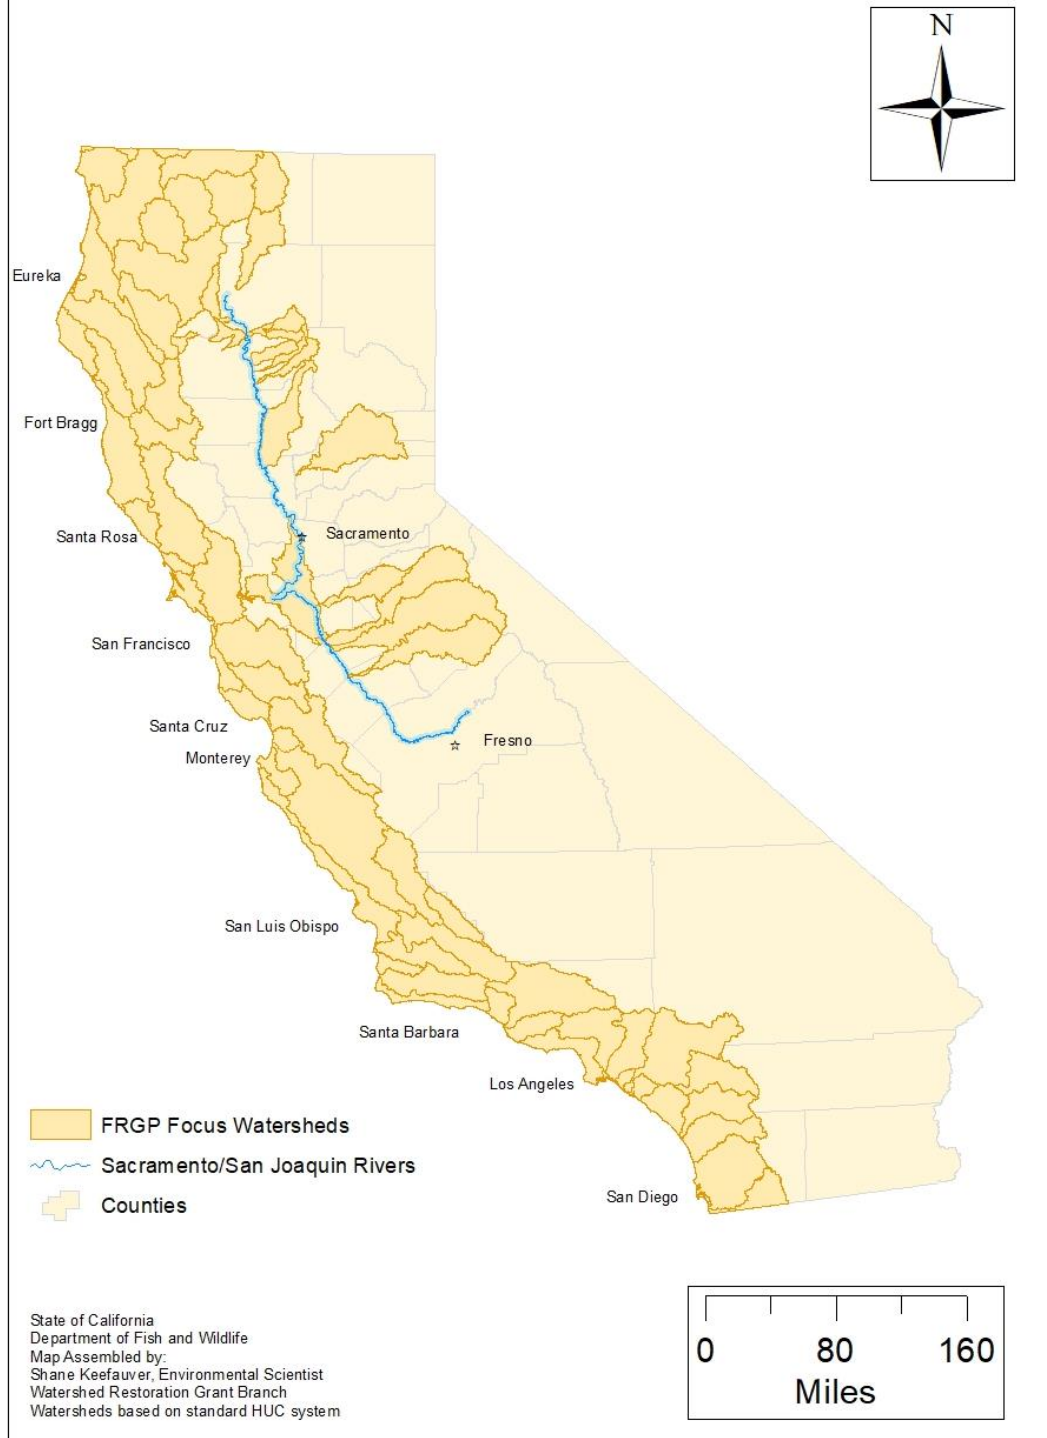 N
Eureka
Fort Bragg
Santa Rosa
Sacramento
San Francisco
Santa Cruz
Fresno
Monterey
San Luis Obispo
Santa Barbara
Los Angeles
San Diego
FRGP Focus Watersheds
Sacramento/San Joaquin Rivers
Counties
State of California
Department of Fish and Wildlife
Map Assembled by:
Shane Keefauver, Environmental Scientist
Watershed Restoration Grant Branch
Watersheds based on standard HUC system
0 80 160
Miles